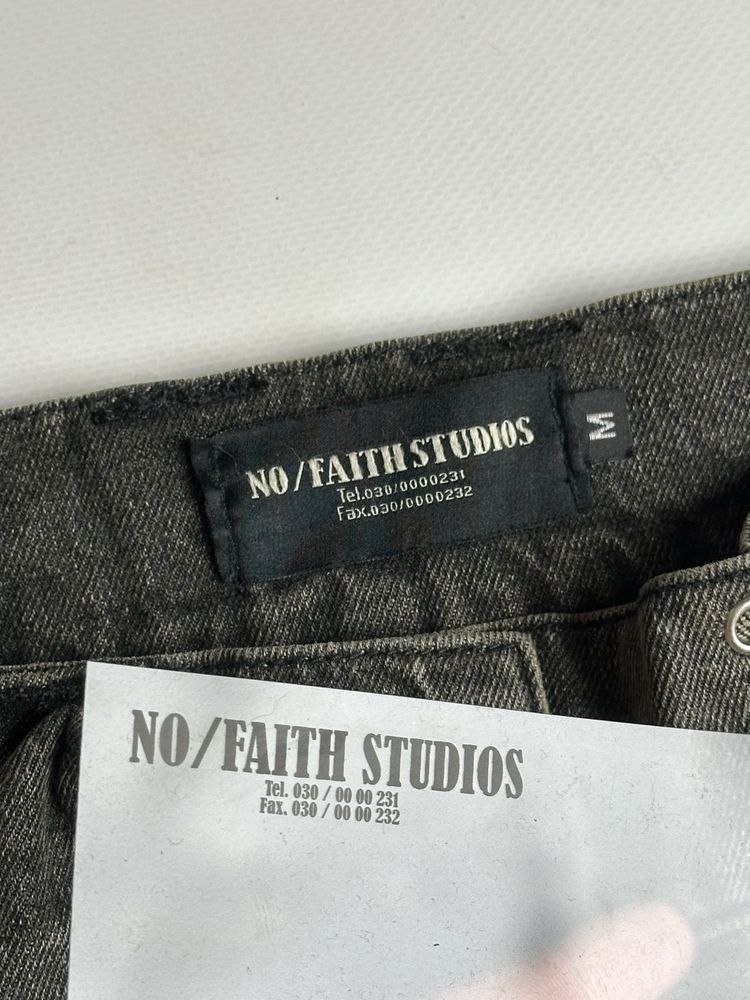 NO/FAITH STUDIOS
Tel.030/0000231
Fax.030/0000232
M
NO/FAITH STUDIOS
Tel. 030 / 00 00 231
Fax. 030 / 00 00 232